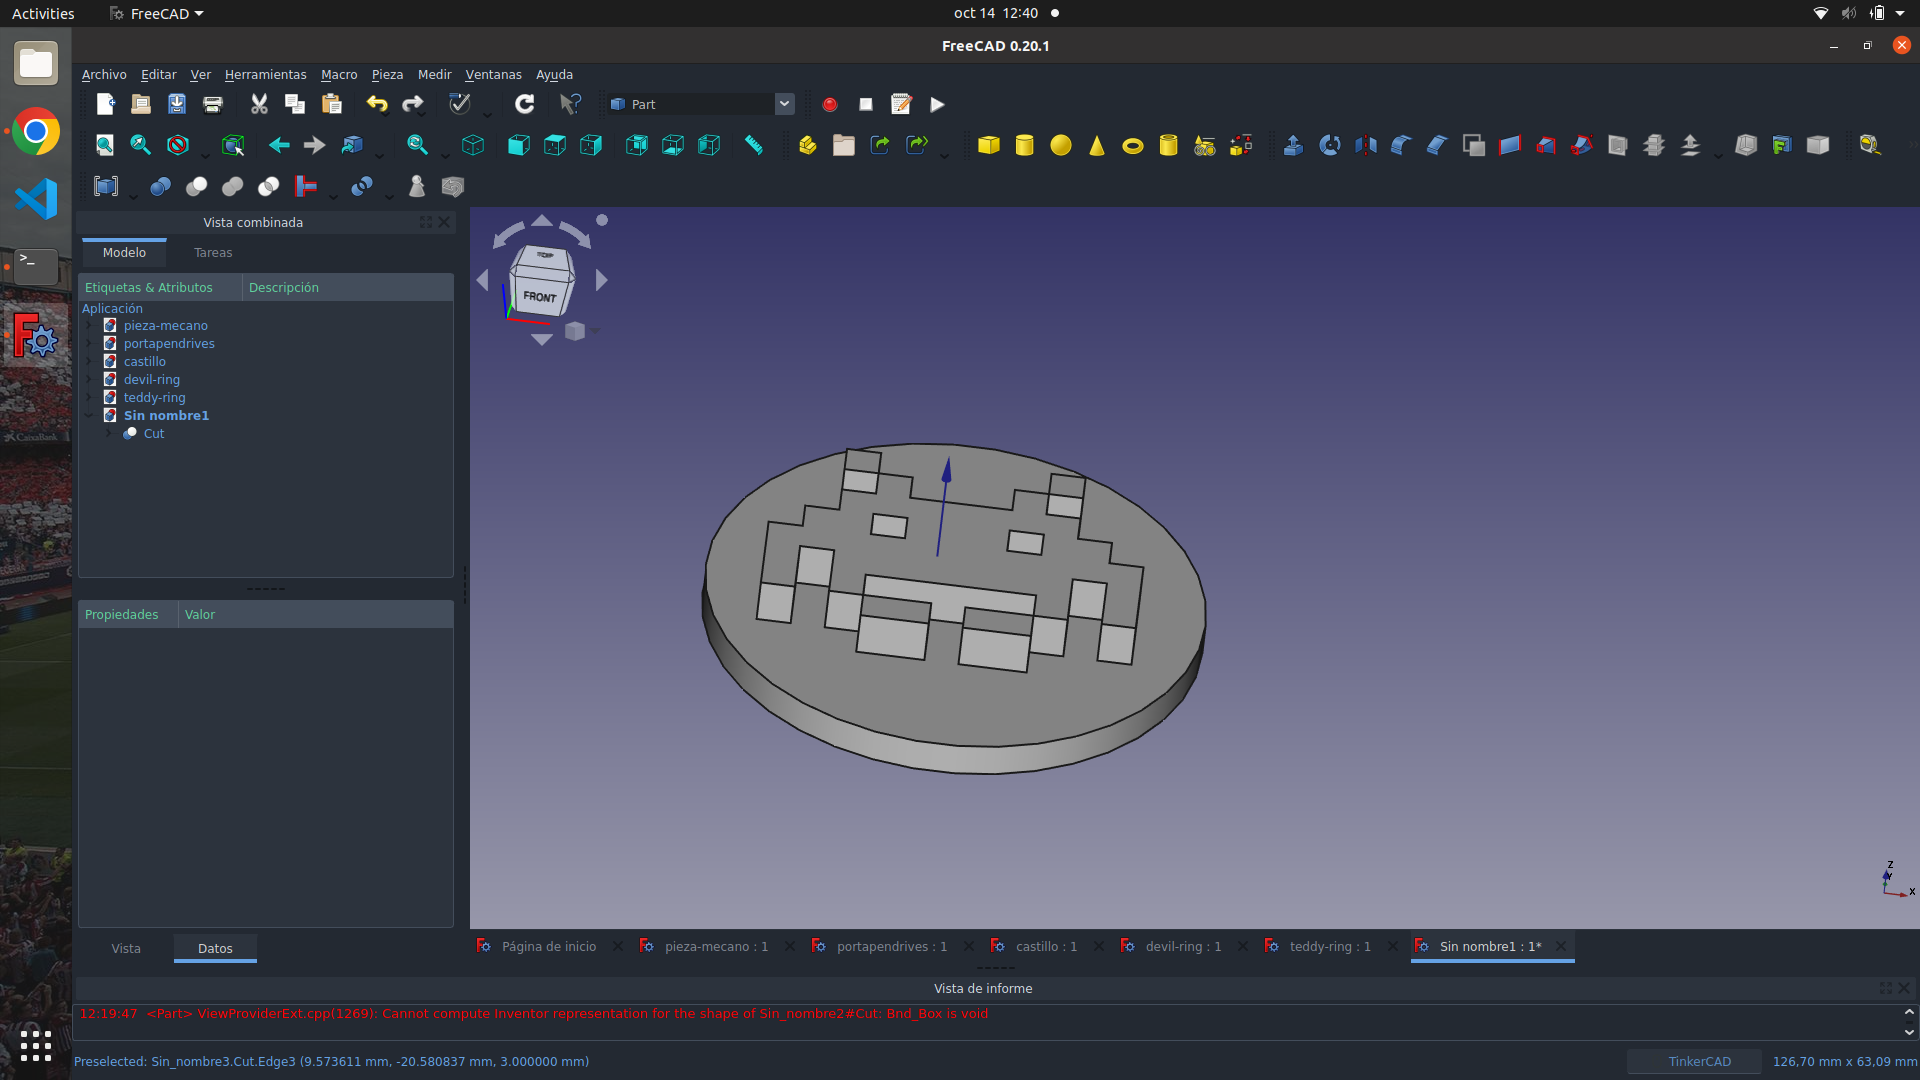 Activities
FreeCAD
oct 14 12:40
FreeCAD 0.20.1
Archivo Editar Ver Herramientas Macro Pieza Medir Ventanas Ayuda
Part
Vista combinada
Modelo Tareas
Etiquetas & Atributos Descripción
Aplicación
pieza-mecano
portapendrives
castillo
devil-ring
teddy-ring
Sin nombre1
Cut
Propiedades Valor
Vista Datos
TOP
FRONT
Z
Y
X
Página de inicio
pieza-mecano : 1
portapendrives : 1
castillo : 1
devil-ring : 1
teddy-ring : 1
Sin nombre1 : 1*
Vista de informe
12:19:47 <Part> ViewProviderExt.cpp(1269): Cannot compute Inventor representation for the shape of Sin_nombre2#Cut: Bnd_Box is void
Preselected: Sin_nombre3.Cut.Edge3 (9.573611 mm, -20.580837 mm, 3.000000 mm)
TinkerCAD
126,70 mm x 63,09 mm
CaixaBank